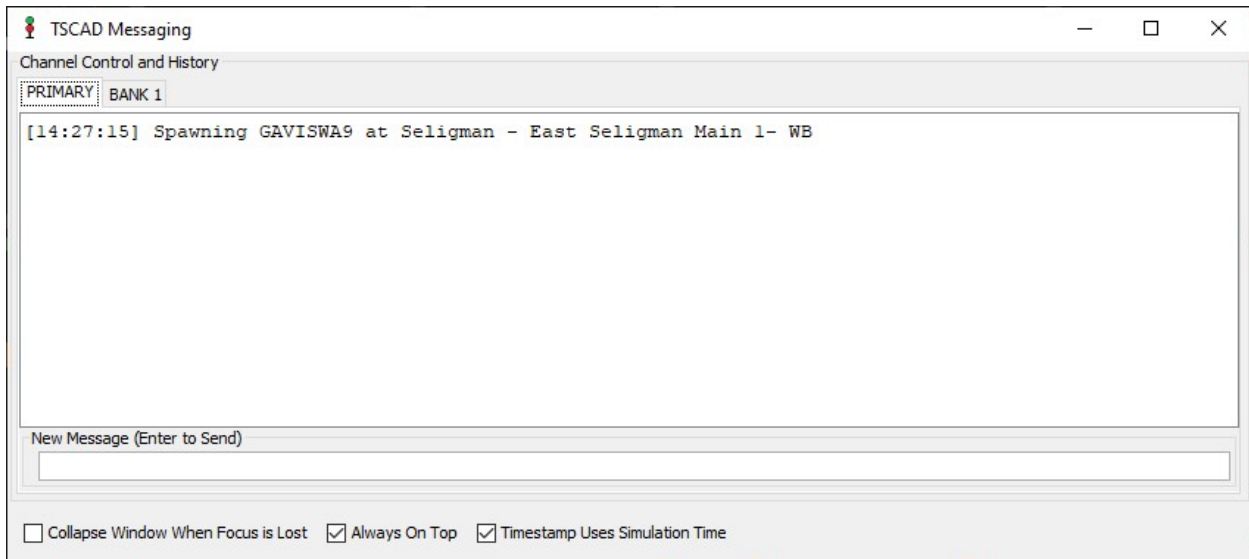 TSCAD Messaging
Channel Control and History
PRIMARY BANK 1
[14:27:15] Spawning GAVISWA9 at Seligman - East Seligman Main 1- WB
New Message (Enter to Send)
Collapse Window When Focus is Lost Always On Top Timestamp Uses Simulation Time